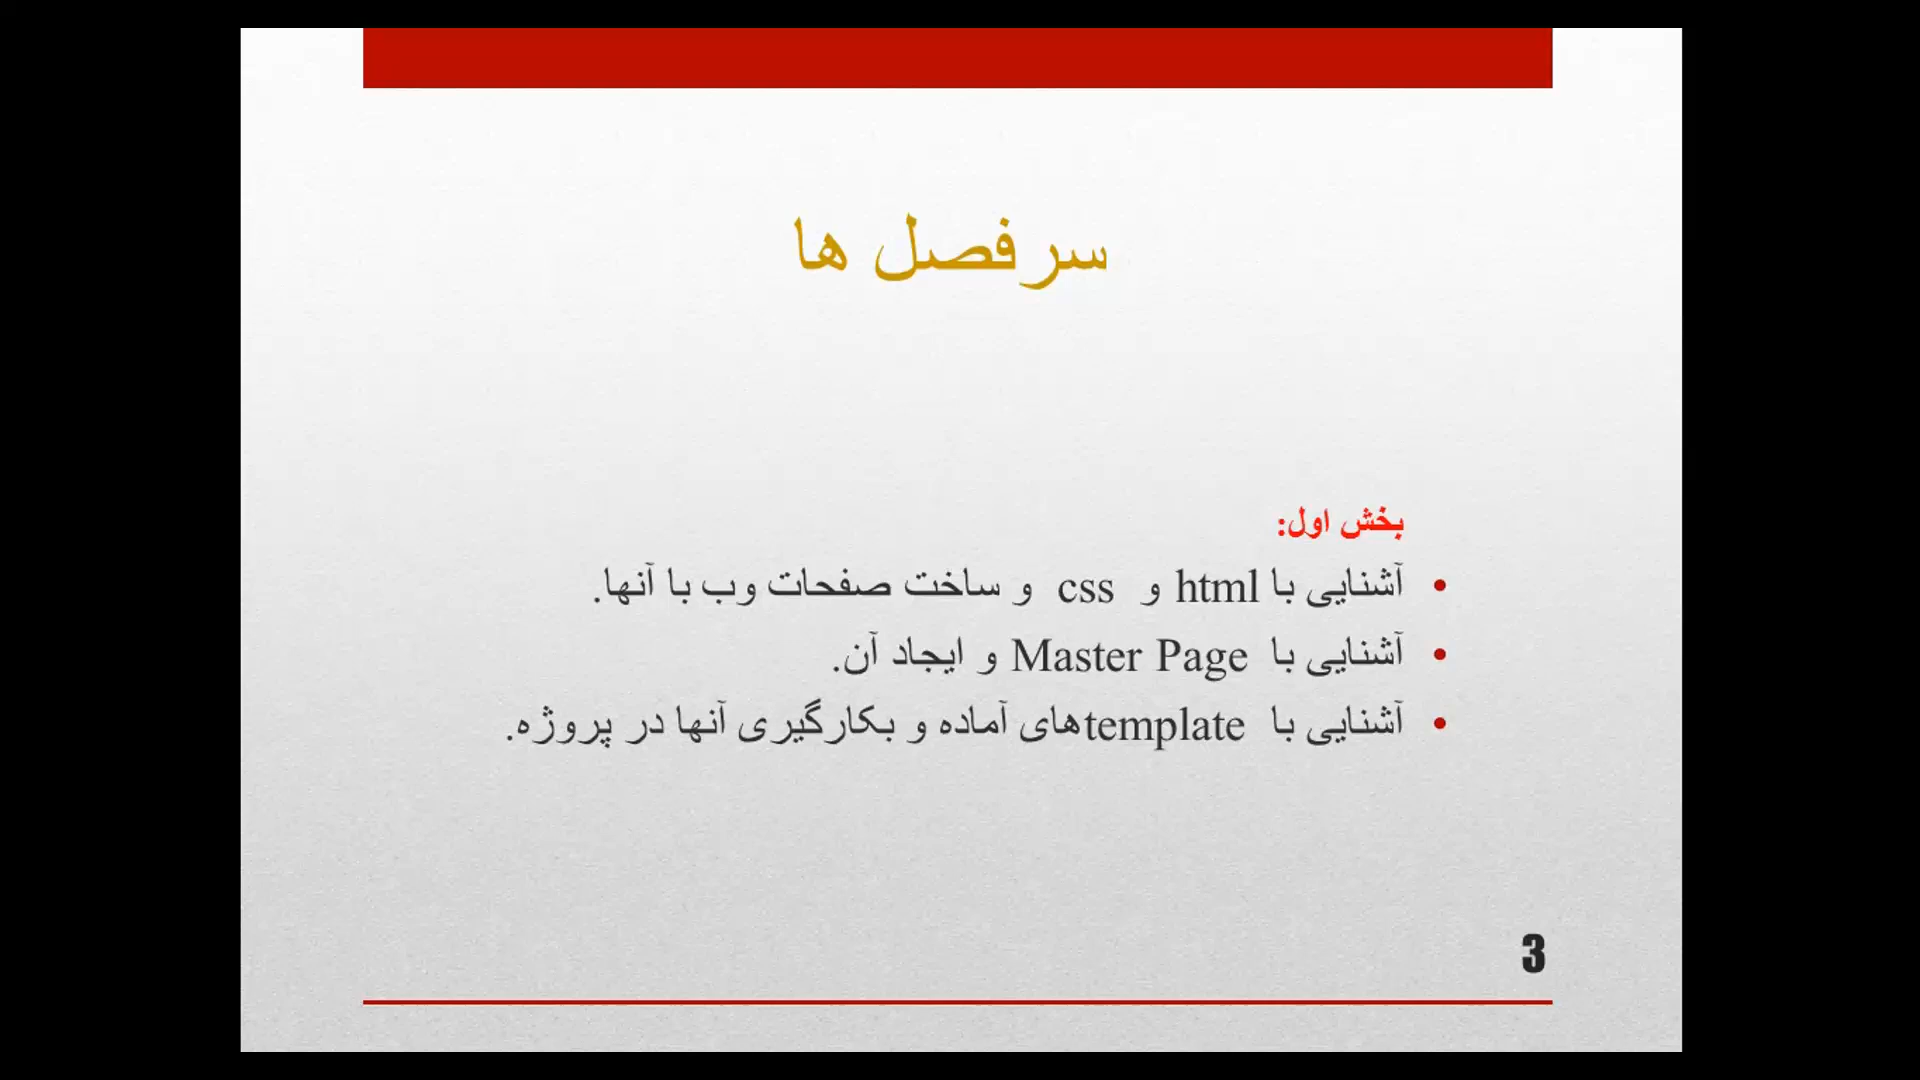 سرفصل ها
بخش اول:
• آشنایی با html و css و ساخت صفحات وب با آنها.
• آشنایی با Master Page و ایجاد آن.
• آشنایی با templateهای آماده و بکارگیری آنها در پروژه.
3